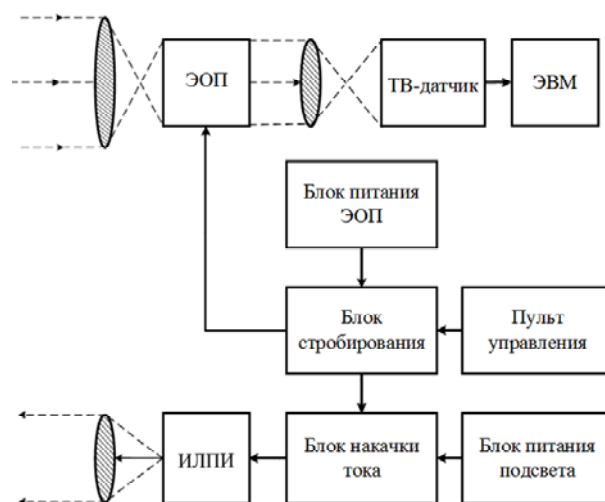 ЭОП
ТВ-датчик
ЭВМ
Блок питания
ЭОП
Блок
стробирования
Пульт
управления
ИЛПИ
Блок накачки
тока
Блок питания
подсвета